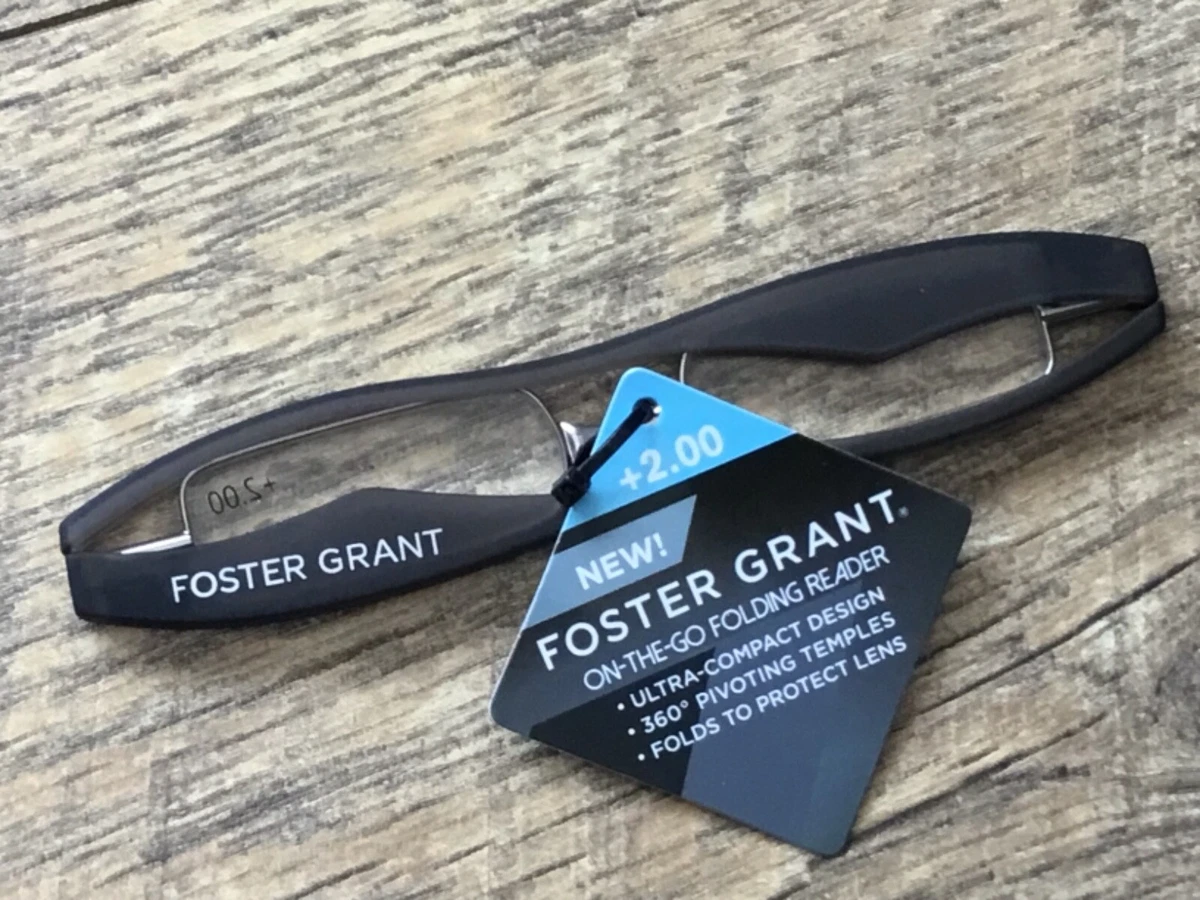 +2.00
FOSTER GRANT
+2.00
NEW!
FOSTER GRANT®
ON-THE-GO FOLDING READER
• ULTRA-COMPACT DESIGN
• 360° PIVOTING TEMPLES
• FOLDS TO PROTECT LENS